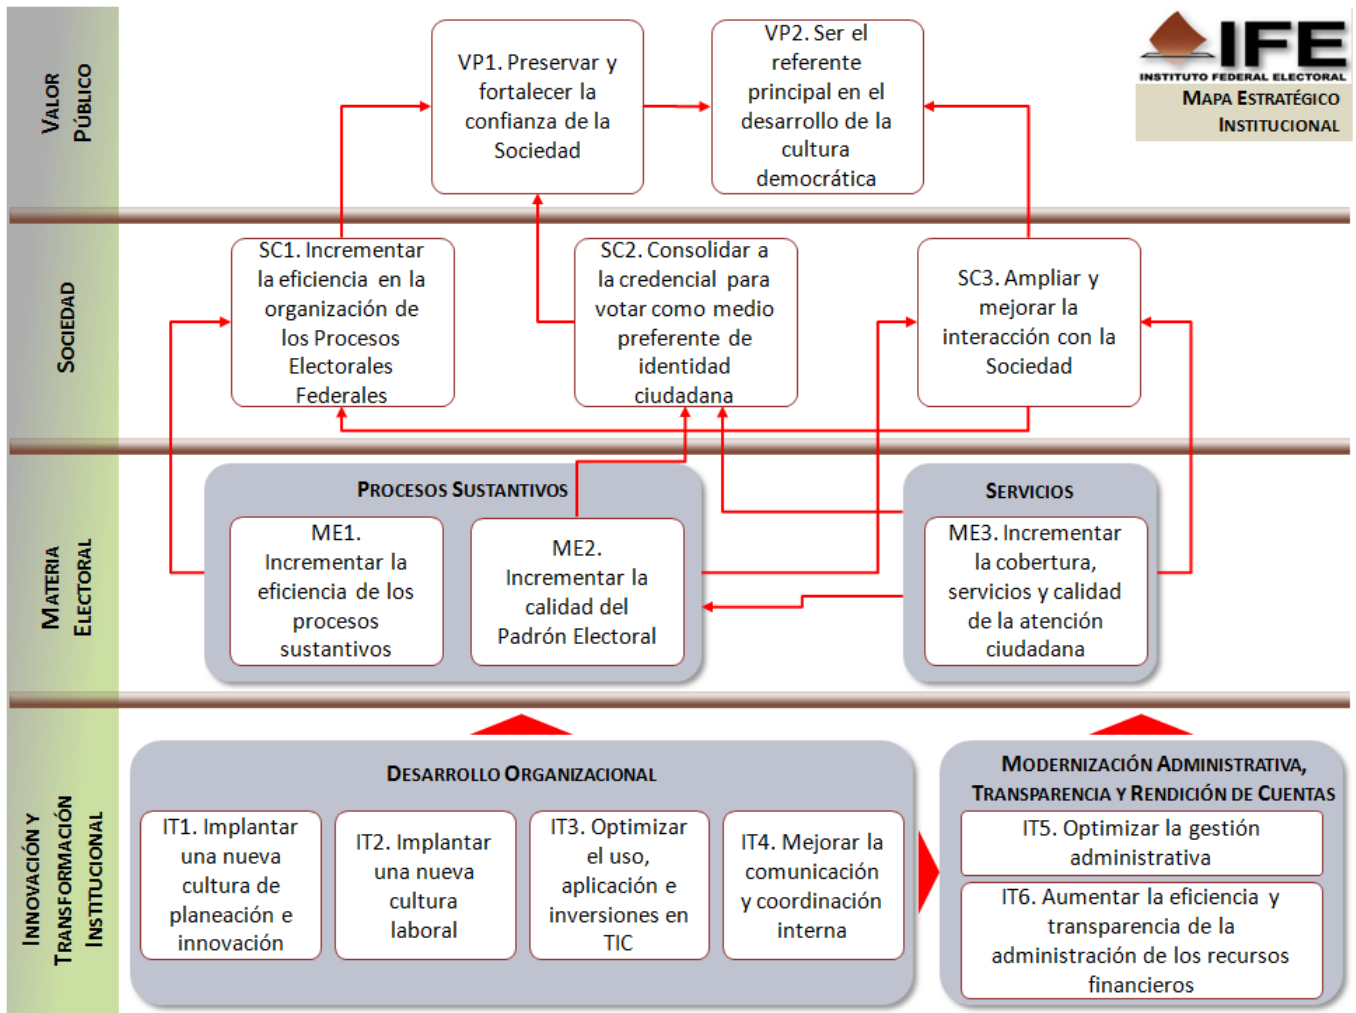 VALOR
PÚBLICO
VP1. Preservar y
fortalecer la
confianza de la
Sociedad
VP2. Ser el
referente
principal en el
desarrollo de la
cultura
democrática
IFE
INSTITUTO FEDERAL ELECTORAL
MAPA ESTRATÉGICO
INSTITUCIONAL
SOCIEDAD
SC1. Incrementar
la eficiencia en la
organización de
los Procesos
Electorales
Federales
SC2. Consolidar a
la credencial para
votar como medio
preferente de
identidad
ciudadana
SC3. Ampliar y
mejorar la
interacción con la
Sociedad
MATERIA
ELECTORAL
PROCESOS SUSTANTIVOS
ME1.
Incrementar la
eficiencia de los
procesos
sustantivos
ME2.
Incrementar la
calidad del
Padrón Electoral
SERVICIOS
ME3. Incrementar
la cobertura,
servicios y calidad
de la atención
ciudadana
INNOVACIÓN Y
TRANSFORMACIÓN
INSTITUCIONAL
DESARROLLO ORGANIZACIONAL
IT1. Implantar
una nueva
cultura de
planeación e
innovación
IT2. Implantar
una nueva
cultura
laboral
IT3. Optimizar
el uso,
aplicación e
inversiones en
TIC
IT4. Mejorar la
comunicación
y coordinación
interna
MODERNIZACIÓN ADMINISTRATIVA,
TRANSPARENCIA Y RENDICIÓN DE CUENTAS
IT5. Optimizar la gestión
administrativa
IT6. Aumentar la eficiencia y
transparencia de la
administración de los recursos
financieros